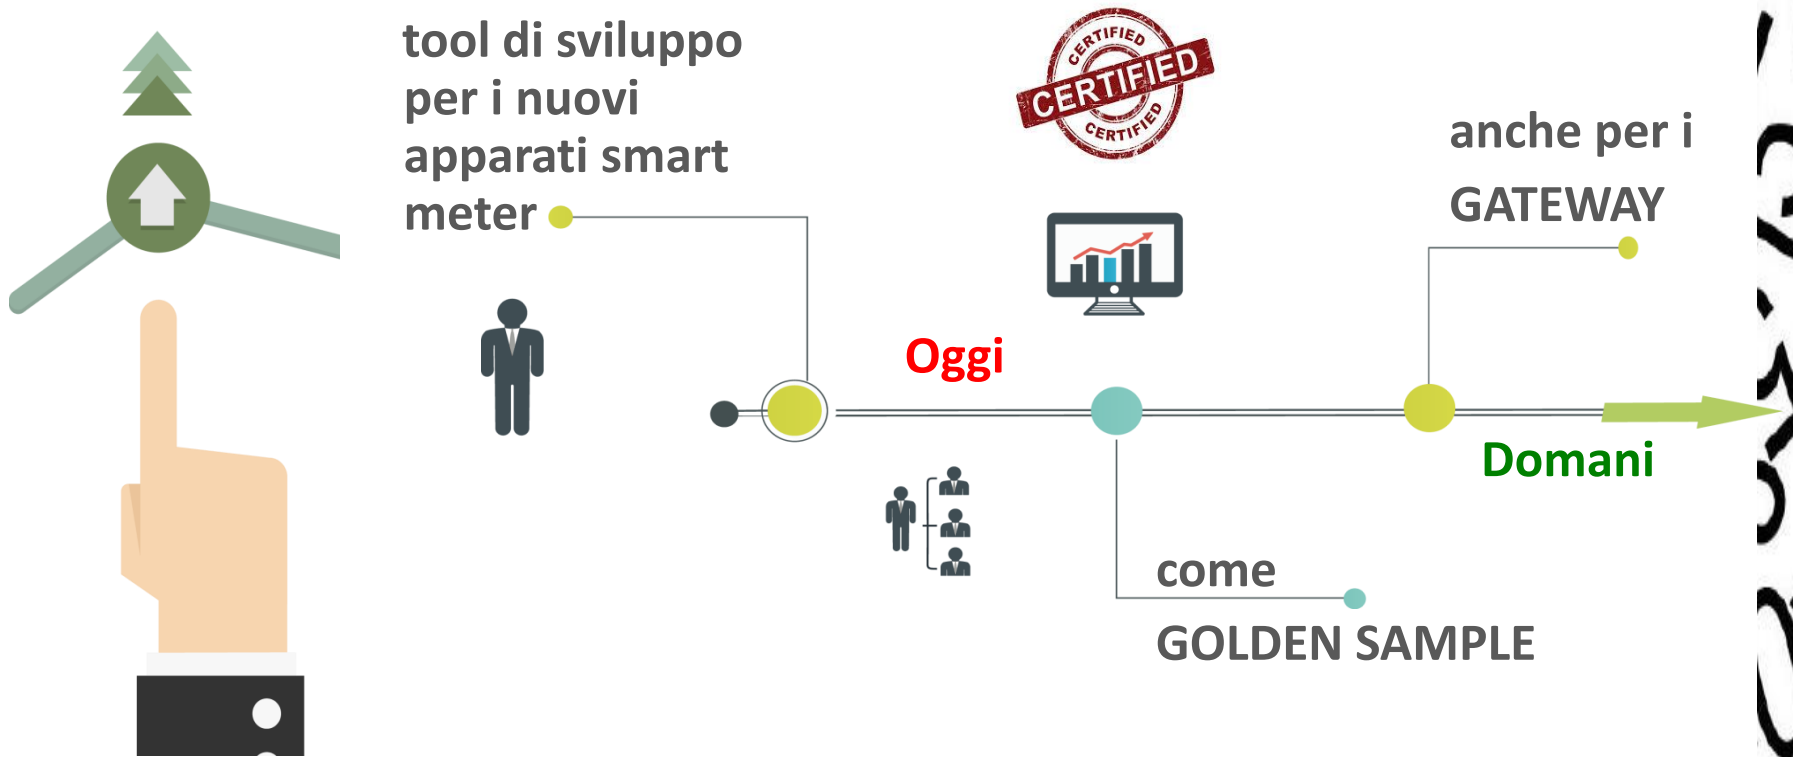 tool di sviluppo
per i nuovi
apparati smart
meter
CERTIFIED
CERTIFIED
CERTIFIED
anche per i
GATEWAY
Oggi
Domani
come
GOLDEN SAMPLE